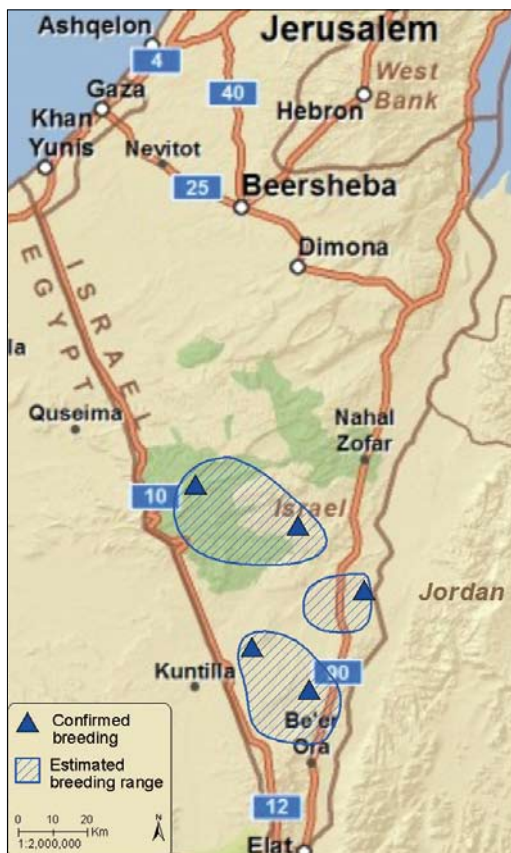 Ashqelon
Jerusalem
4
West
Bank
Gaza
40
Hebron
Khan
Yunis
Nevitot
25
Beersheba
Dimona
ISRAEL
EGYPT
la
Quseima
Nahal
Zofar
10
Israel
Jordan
Kuntilla
90
Be'er
Ora
12
Elat
Confirmed
breeding
Estimated
breeding range
0 10 20
Km
1:2,000,000
N